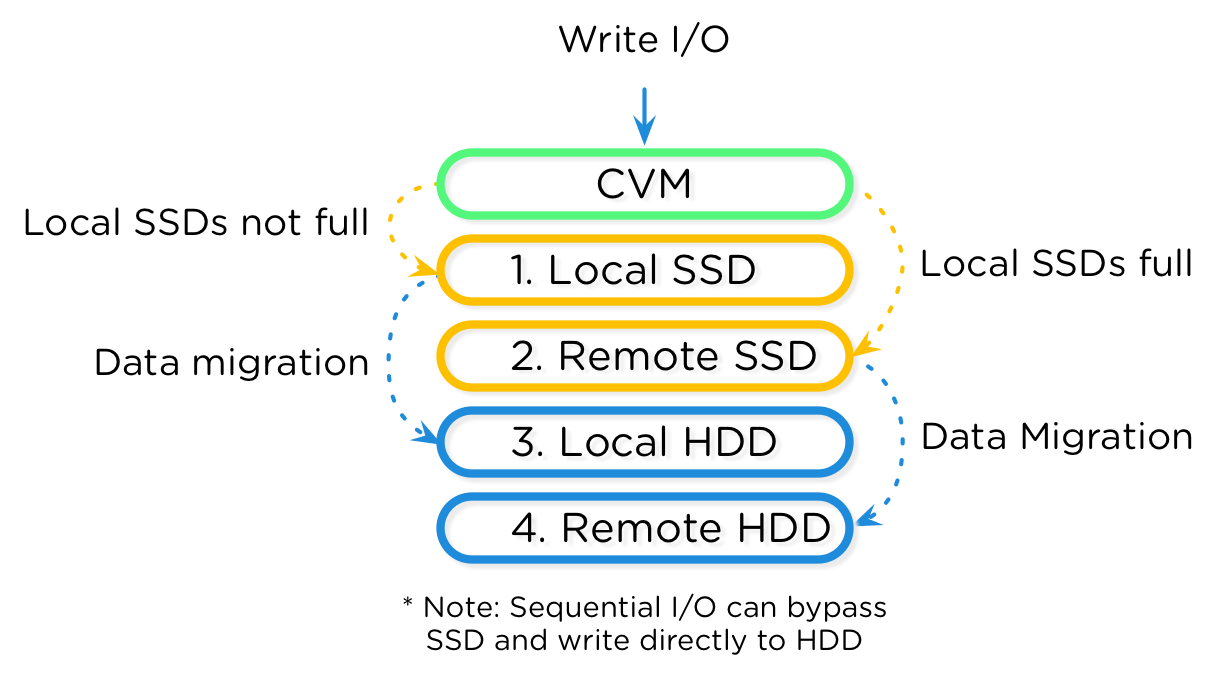 Write I/O
CVM
Local SSDs not full
1. Local SSD
Local SSDs full
2. Remote SSD
Data migration
3. Local HDD
Data Migration
4. Remote HDD
* Note: Sequential I/O can bypass
SSD and write directly to HDD